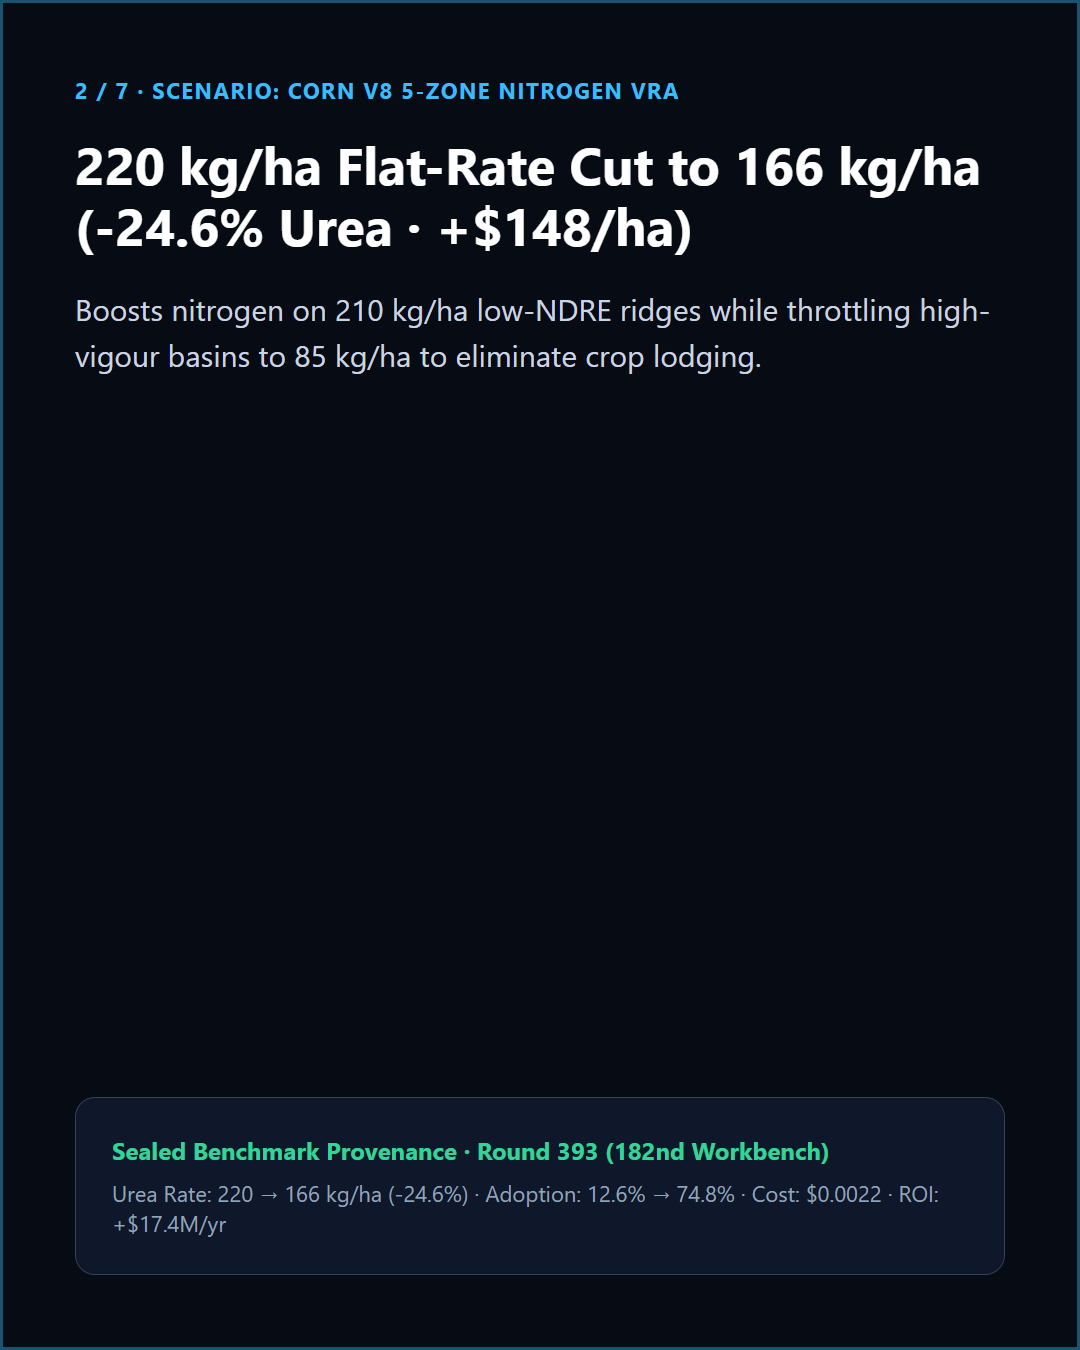 2 / 7 · SCENARIO: CORN V8 5-ZONE NITROGEN VRA
220 kg/ha Flat-Rate Cut to 166 kg/ha
(-24.6% Urea · +$148/ha)
Boosts nitrogen on 210 kg/ha low-NDRE ridges while throttling high-
vigour basins to 85 kg/ha to eliminate crop lodging.
Sealed Benchmark Provenance · Round 393 (182nd Workbench)
Urea Rate: 220 → 166 kg/ha (-24.6%) · Adoption: 12.6% → 74.8% · Cost: $0.0022 · ROI:
+$17.4M/yr